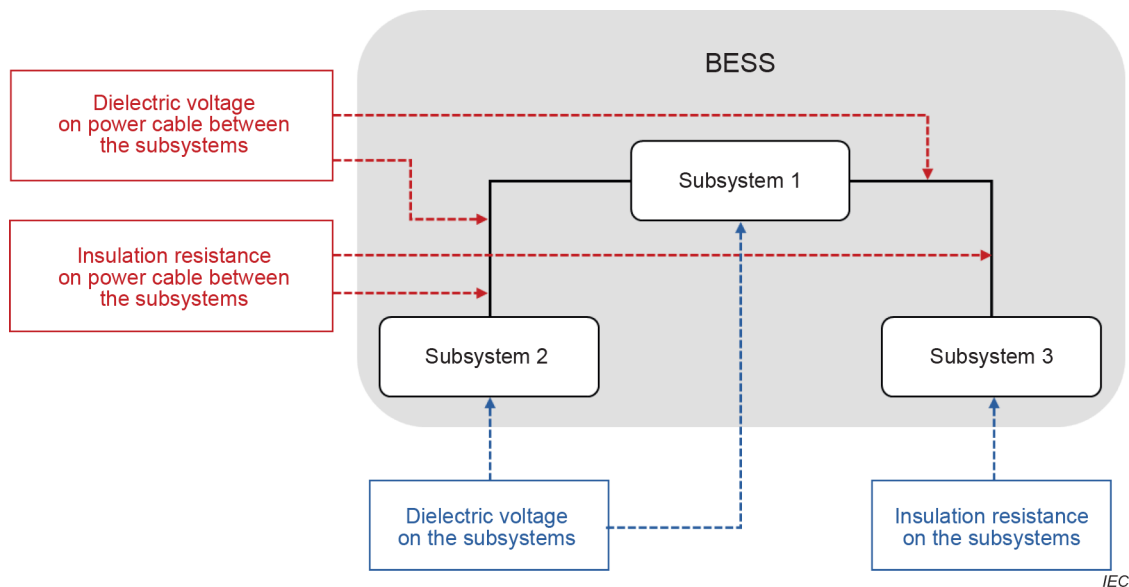 BESS
Dielectric voltage
on power cable between
the subsystems
Subsystem 1
Insulation resistance
on power cable between
the subsystems
Subsystem 2
Subsystem 3
Dielectric voltage
on the subsystems
Insulation resistance
on the subsystems
IEC